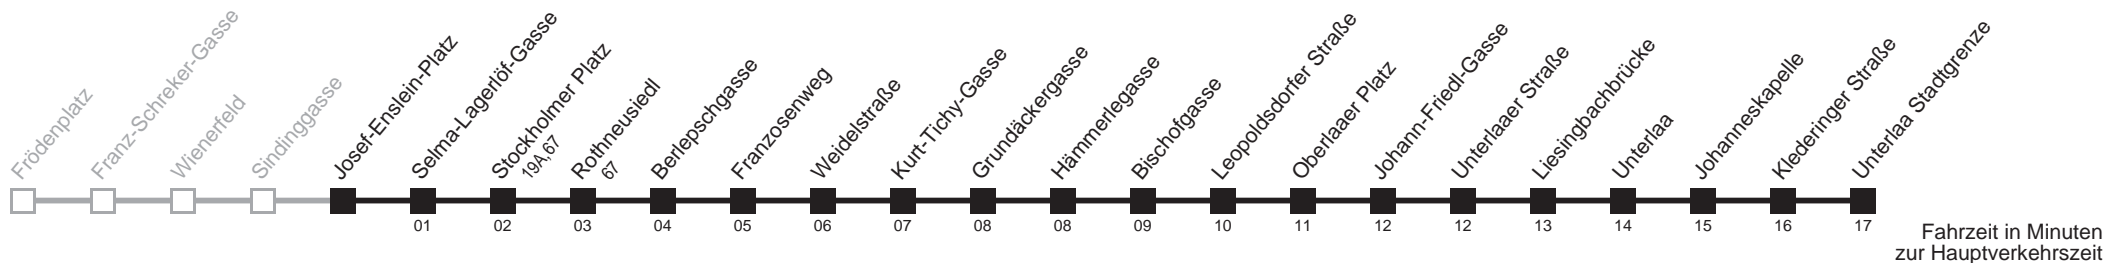 Frödenplatz
Franz-Schreker-Gasse
Wienerfeld
Sindinggasse
Josef-Enslein-Platz
Selma-Lagerlöf-Gasse
Stockholmer Platz
19A,67
Rothneusiedl
67
Berlepschgasse
Franzosenweg
Weidelstraße
Kurt-Tichy-Gasse
Grundäckergasse
Hämmerlegasse
Bischofgasse
Leopoldsdorfer Straße
Oberlaaer Platz
Johann-Friedl-Gasse
Unterlaaer Straße
Liesingbachbrücke
Unterlaa
Johanneskapelle
Klederinger Straße
Unterlaa Stadtgrenze
01 02 03 04 05 06 07 08 08 09 10 11 12 12 13 14 15 16 17
Fahrzeit in Minuten
zur Hauptverkehrszeit